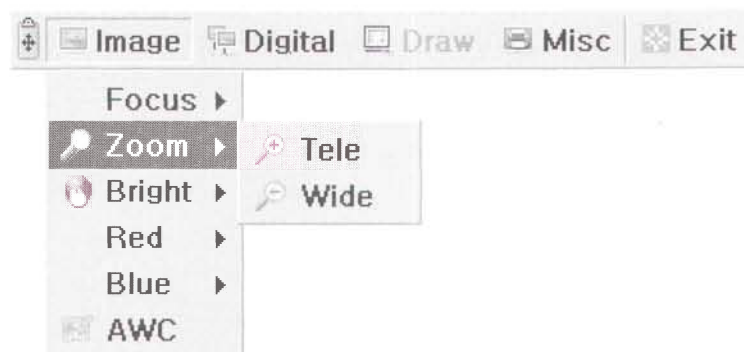 Image Digital Draw Misc Exit
Focus
Zoom
Tele
Bright
Wide
Red
Blue
AWC